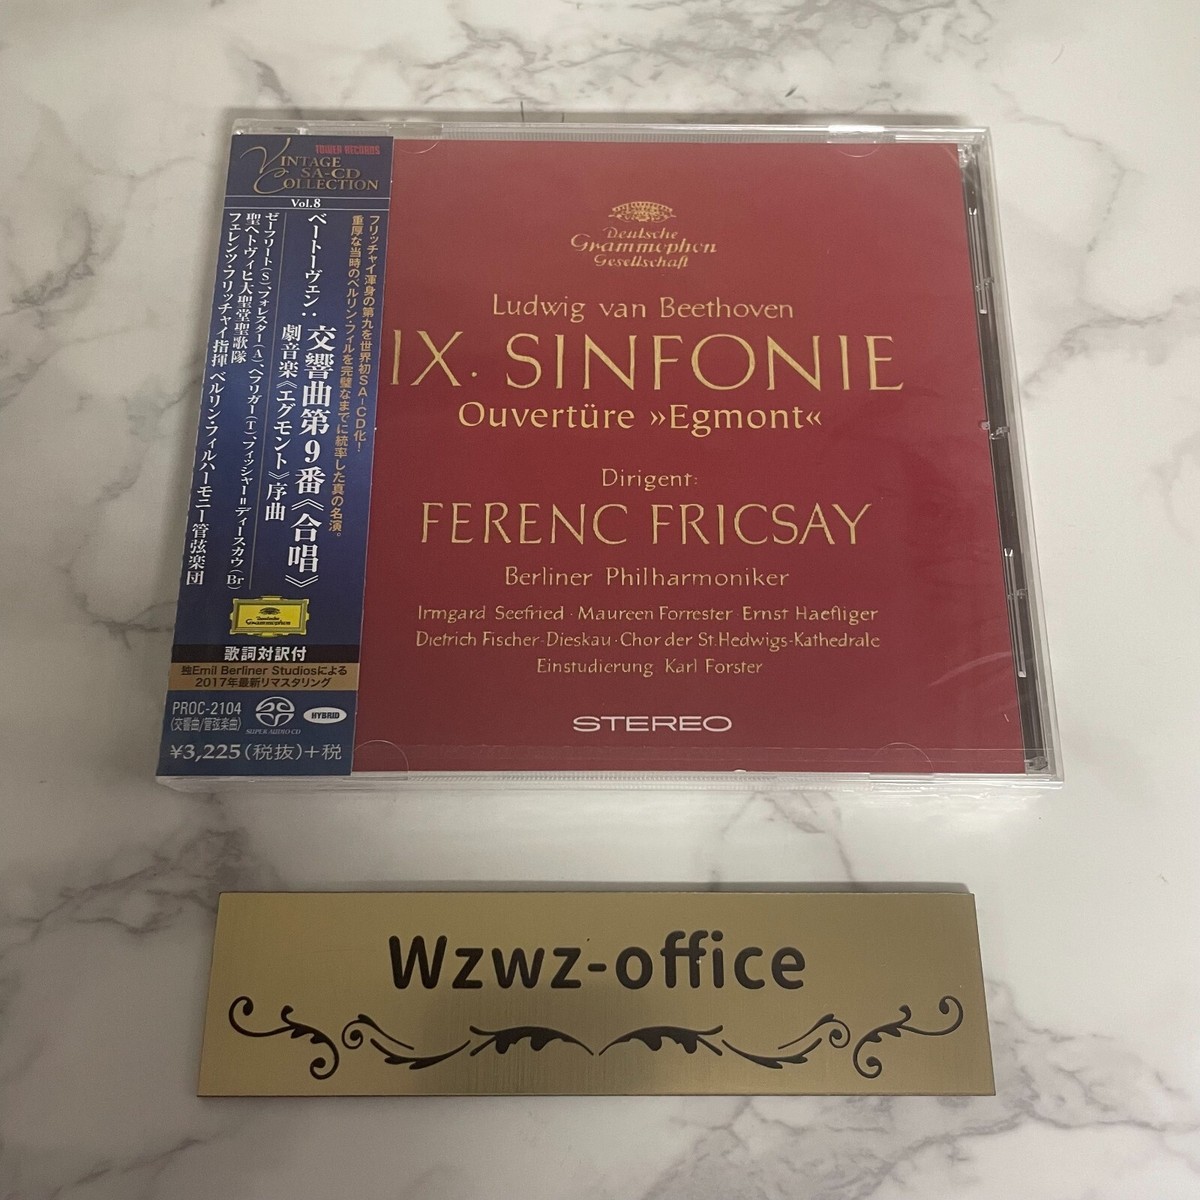 TOWER RECORDS
VINTAGE
SA-CD
COLLECTION
Vol.8
フリッチャイ渾身の第九を世界初SA-CD化!
重厚な当時のベルリン・フィルを完璧なまでに統率した真の名演。
ベートーヴェン:
交響曲第9番《合唱》
劇音楽《エグモント》序曲
ゼーフリート(S)、フォレスター(A)、ヘフリガー(T)、フィッシャー=ディースカウ(Br)
聖ヘトヴィヒ大聖堂聖歌隊
フェレンツ・フリッチャイ指揮 ベルリン・フィルハーモニー管弦楽団
Deutsche
Grammophon
歌詞対訳付
独Emil Berliner Studiosによる
2017年最新リマスタリング
PROC-2104
(交響曲/管弦楽曲)
SUPER AUDIO CD
HYBRID
¥3,225(税抜)+税
Deutsche
Grammophon
Gesellschaft
Ludwig van Beethoven
IX. SINFONIE
Ouvertüre »Egmont«
Dirigent:
FERENC FRICSAY
Berliner Philharmoniker
Irmgard Seefried · Maureen Forrester · Ernst Haefliger
Dietrich Fischer-Dieskau · Chor der St. Hedwigs-Kathedrale
Einstudierung Karl Forster
STEREO
Wzwz-office